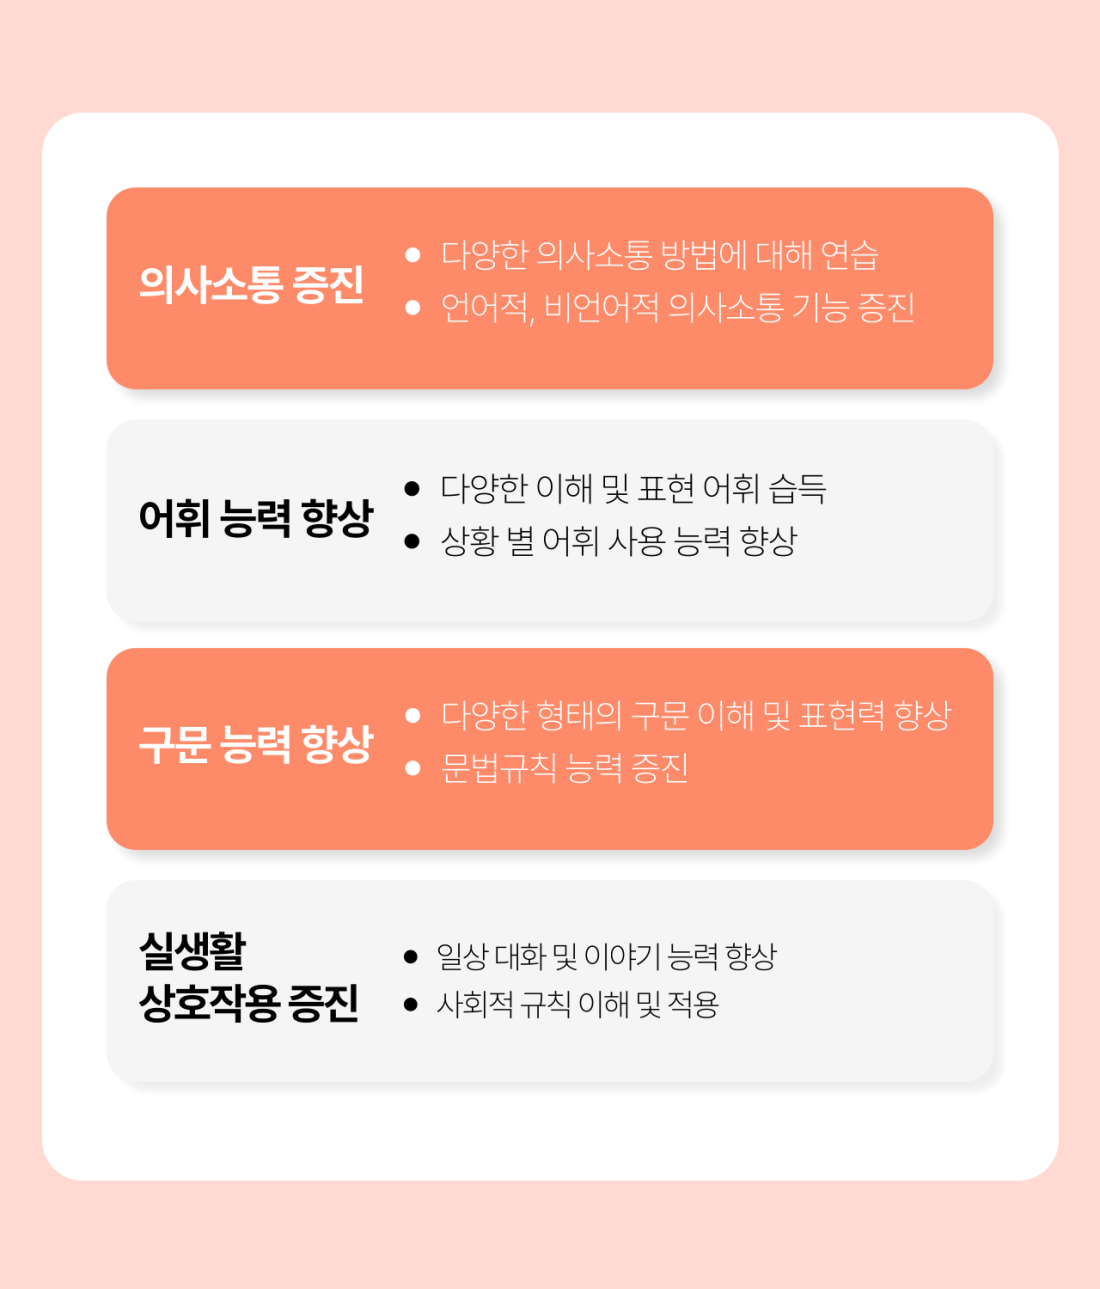 의사소통 증진
● 다양한 의사소통 방법에 대해 연습
● 언어적, 비언어적 의사소통 기능 증진
어휘 능력 향상
● 다양한 이해 및 표현 어휘 습득
● 상황 별 어휘 사용 능력 향상
구문 능력 향상
● 다양한 형태의 구문 이해 및 표현력 향상
● 문법규칙 능력 증진
실생활
상호작용 증진
● 일상 대화 및 이야기 능력 향상
● 사회적 규칙 이해 및 적용